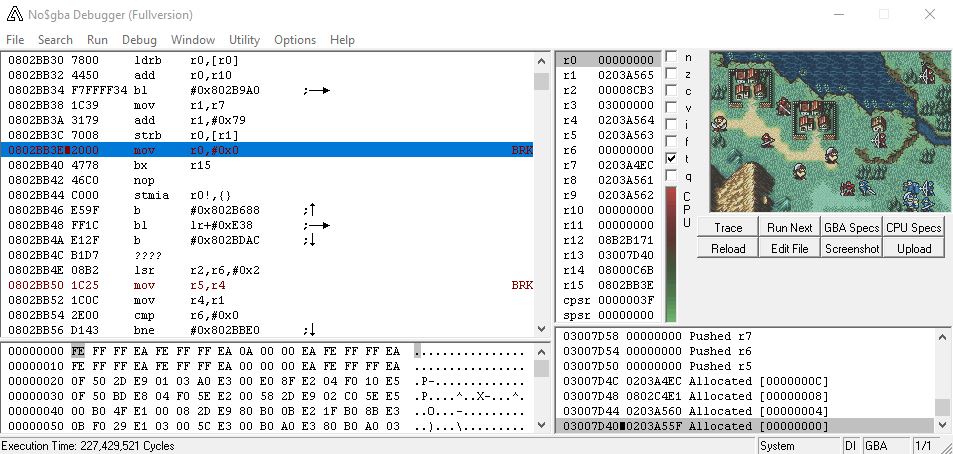 No$gba Debugger (Fullversion)
File Search Run Debug Window Utility Options Help
0802BB30 7800 ldrb r0,[r0]
0802BB32 4450 add r0,r10
0802BB34 F7FFFF34 bl #0x802B9A0 ;→
0802BB38 1C39 mov r1,r7
0802BB3A 3179 add r1,#0x79
0802BB3C 7008 strb r0,[r1]
0802BB3E 2000 mov r0,#0x0 BRK
0802BB40 4778 bx r15
0802BB42 46C0 nop
0802BB44 C000 stmia r0!,{}
0802BB46 E59F b #0x802B688 ;↑
0802BB48 FF1C bl lr+#0xE38 ;→
0802BB4A E12F b #0x802BDAC ;↓
0802BB4C B1D7 ????
0802BB4E 08B2 lsr r2,r6,#0x2
0802BB50 1C25 mov r5,r4 BRK
0802BB52 1C0C mov r4,r1
0802BB54 2E00 cmp r6,#0x0
0802BB56 D143 bne #0x802BBE0 ;↓
r0 00000000
r1 0203A565
r2 00008CB3
r3 03000000
r4 00000000
r5 0203A563
r6 00000000
r7 0203A4EC
r8 0203A561
r9 0203A562
r10 00000000
r11 00000000
r12 08B2B171
r13 03007D40
r14 08000C6B
r15 0802BB3E
cpsr 0000003F
spsr 00000000
n
z
c
v
i
f
t
q
C
P
U
Trace Run Next GBA Specs CPU Specs
Reload Edit File Screenshot Upload
00000000 FE FF FF EA FE FF FF EA 0A 00 00 EA FE FF FF EA ................
00000010 FE FF FF EA FE FF FF EA FE FF FF EA FE FF FF EA ................
00000020 0F 50 2D E9 01 03 A0 E3 00 E0 8F E2 04 F0 10 E5 .P-.............
00000030 0F 50 BD E8 04 F0 5E E2 00 58 2D E9 02 C0 5E E5 .P....^..X-...^.
00000040 00 B0 4F E1 00 08 2D E9 80 B0 0B E2 1F B0 8B E3 ..O...-.........
00000050 0B F0 29 E1 03 00 5C E3 00 B0 A0 E3 80 B0 A0 03 ..)...\.........
03007D58 00000000 Pushed r7
03007D54 00000000 Pushed r6
03007D50 00000000 Pushed r5
03007D4C 0203A4EC Allocated [0000000C]
03007D48 0802C4E1 Allocated [00000008]
03007D44 0203A560 Allocated [00000004]
03007D40 0203A55F Allocated [00000000]
Execution Time: 227,429,521 Cycles System DI GBA 1/1